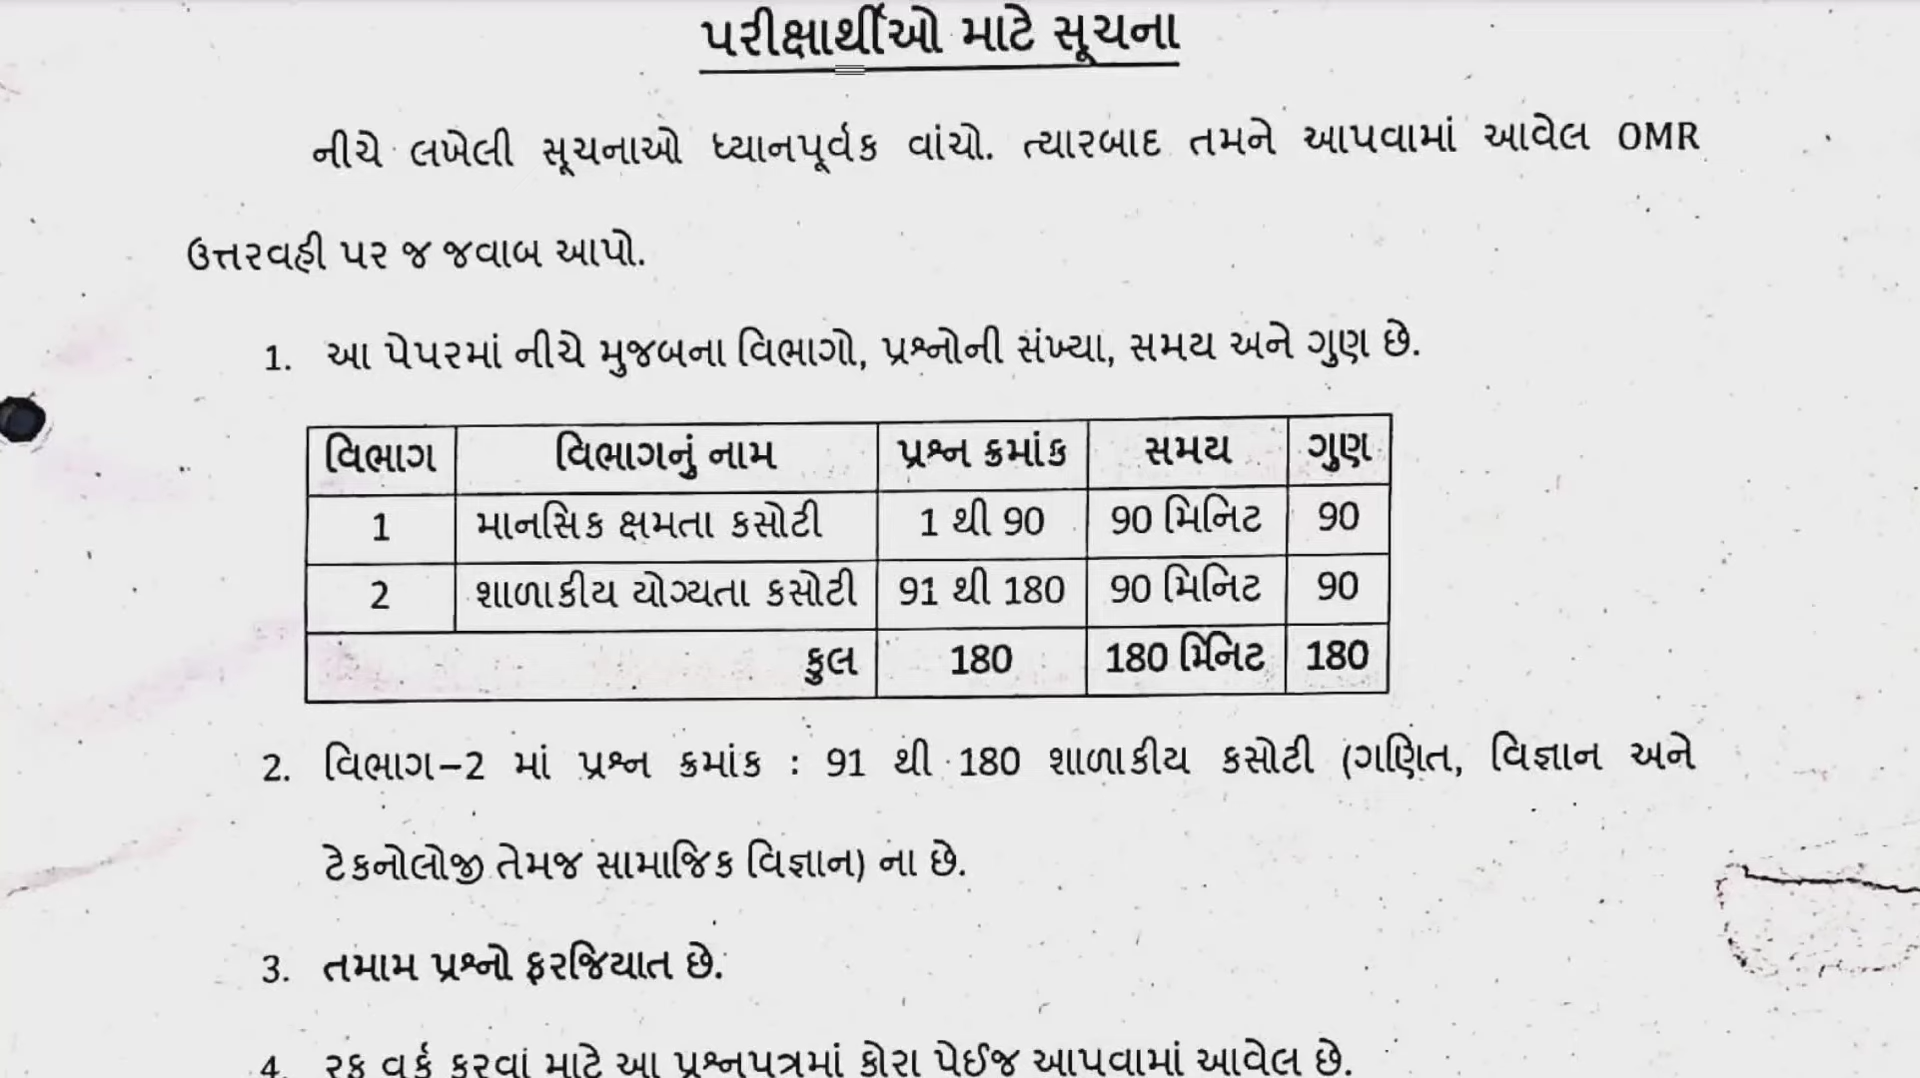 પરીક્ષાર્થીઓ માટે સૂચના
નીચે લખેલી સૂચનાઓ ધ્યાનપૂર્વક વાંચો. ત્યારબાદ તમને આપવામાં આવેલ OMR
ઉત્તરવહી પર જ જવાબ આપો.
1. આ પેપરમાં નીચે મુજબના વિભાગો, પ્રશ્નોની સંખ્યા, સમય અને ગુણ છે.
વિભાગ વિભાગનું નામ પ્રશ્ન ક્રમાંક સમય ગુણ
1 માનસિક ક્ષમતા કસોટી 1 થી 90 90 મિનિટ 90
2 શાળાકીય યોગ્યતા કસોટી 91 થી 180 90 મિનિટ 90
કુલ 180 180 મિનિટ 180
2. વિભાગ–2 માં પ્રશ્ન ક્રમાંક : 91 થી 180 શાળાકીય કસોટી (ગણિત, વિજ્ઞાન અને
ટેકનોલોજી તેમજ સામાજિક વિજ્ઞાન) ના છે.
3. તમામ પ્રશ્નો ફરજિયાત છે.
4. રફ વર્ક કરવાં માટે આ પ્રશ્નપત્રમાં કોરા પેઈજ આપવામાં આવેલ છે.